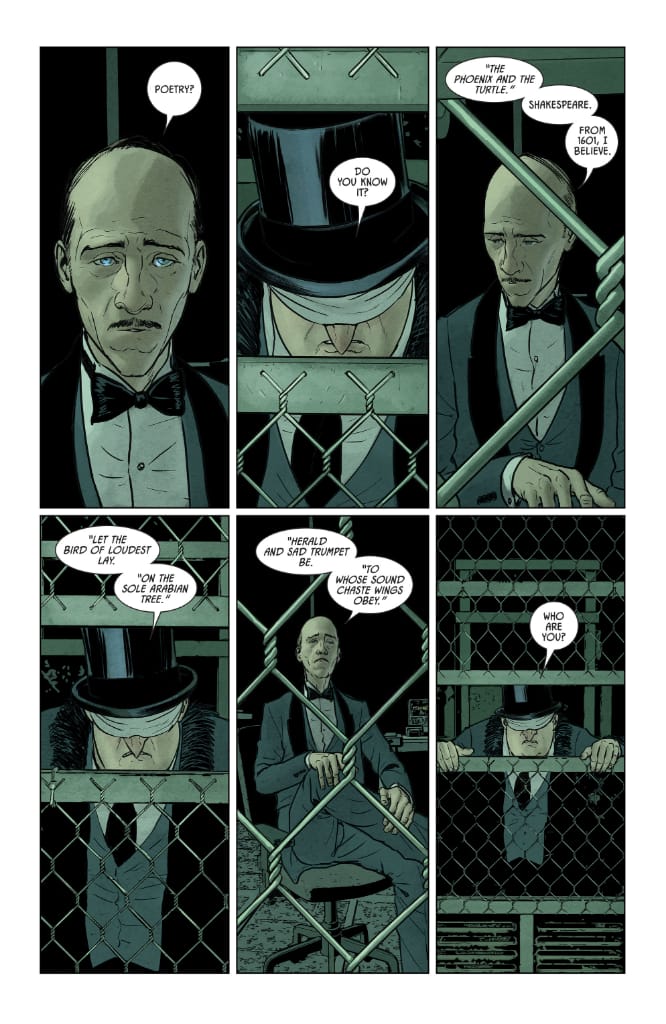 POETRY?
DO
YOU KNOW
IT?
"THE
PHOENIX AND THE
TURTLE."
SHAKESPEARE.
FROM
1601, I
BELIEVE.
"LET THE
BIRD OF LOUDEST
LAY.
"ON THE
SOLE ARABIAN
TREE."
"HERALD
AND SAD TRUMPET
BE.
"TO
WHOSE SOUND
CHASTE WINGS
OBEY."
WHO
ARE
YOU?